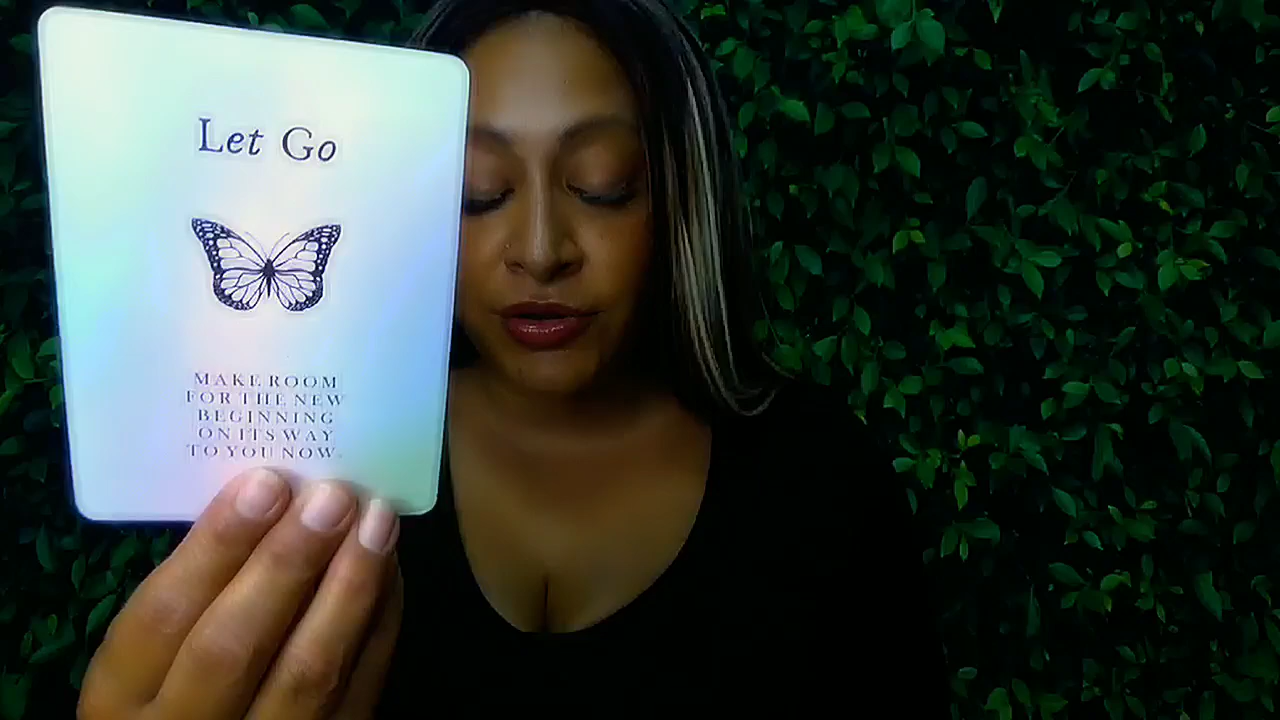 Let Go
MAKE ROOM
FOR THE NEW
BEGINNING
ON ITS WAY
TO YOU NOW.